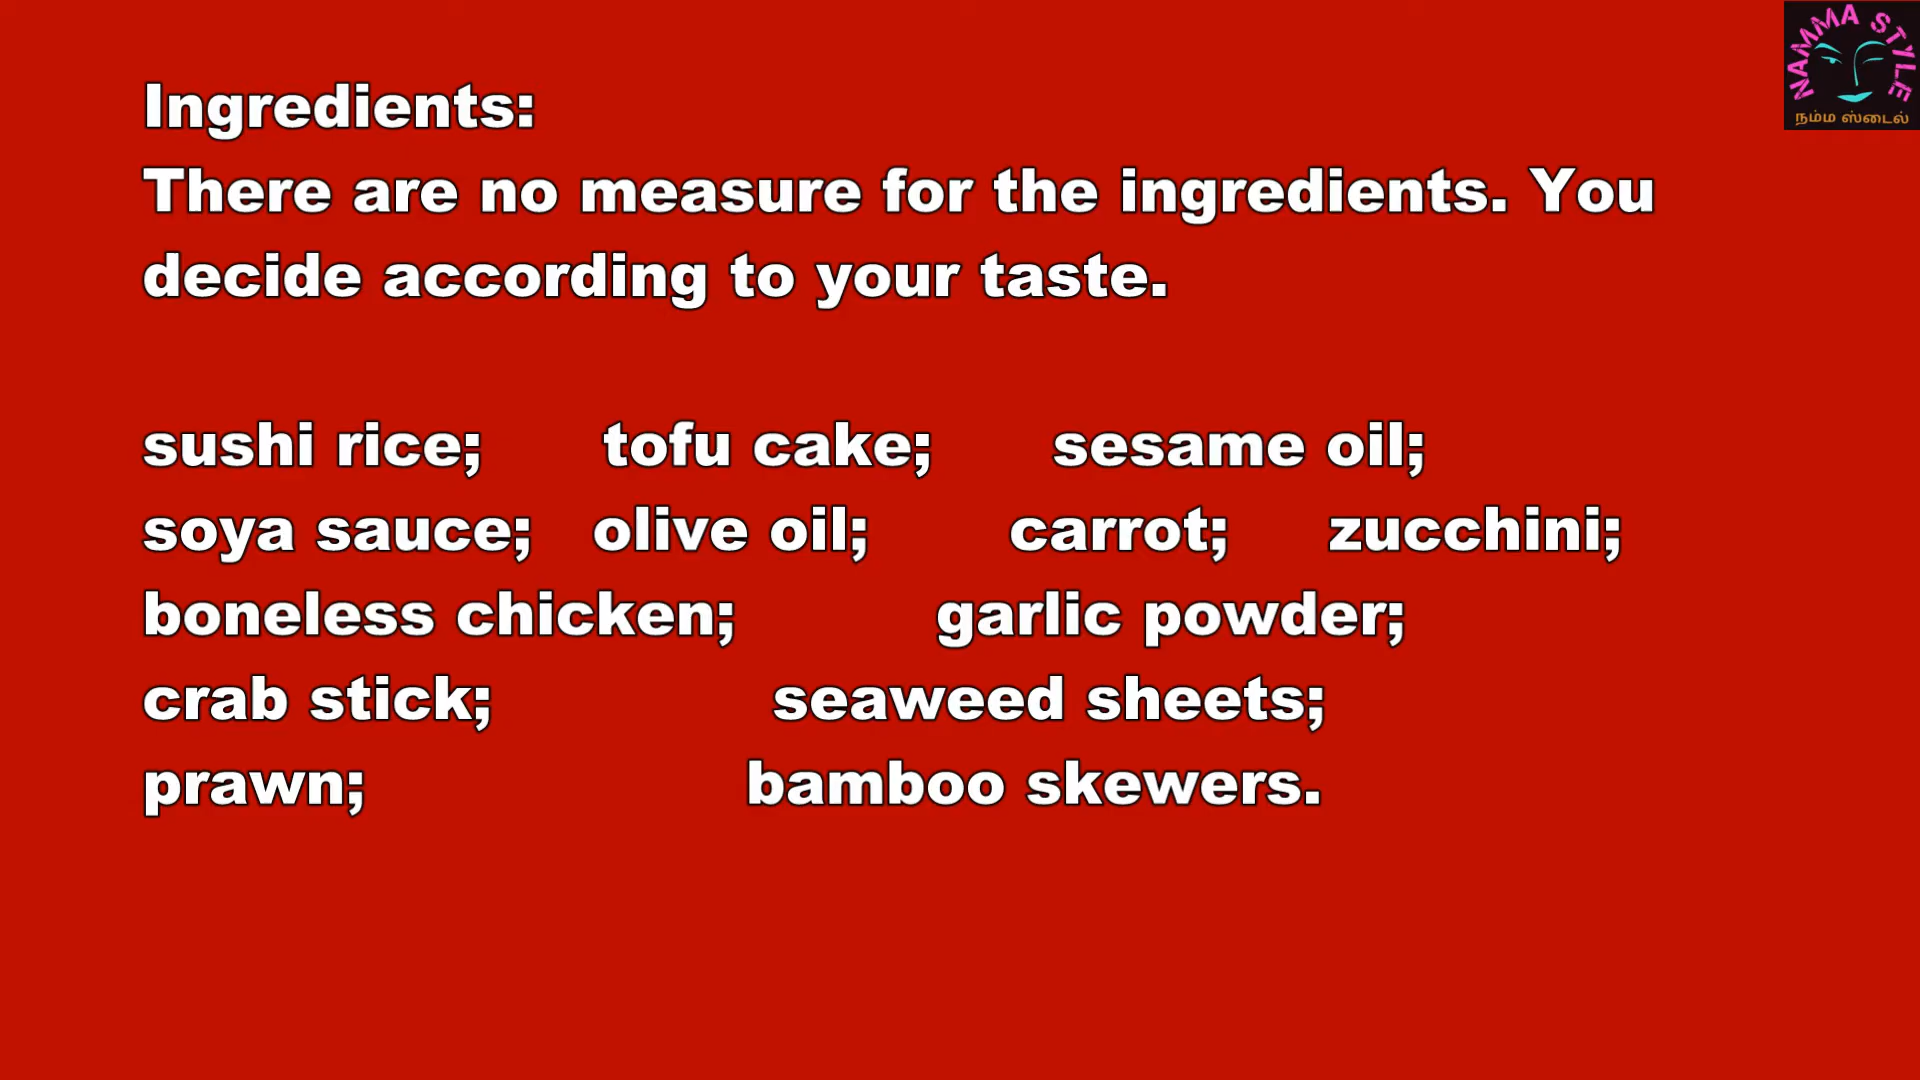 NAMMA STYLE
நம்ம ஸ்டைல்
Ingredients:
There are no measure for the ingredients. You
decide according to your taste.
sushi rice; tofu cake; sesame oil;
soya sauce; olive oil; carrot; zucchini;
boneless chicken; garlic powder;
crab stick; seaweed sheets;
prawn; bamboo skewers.